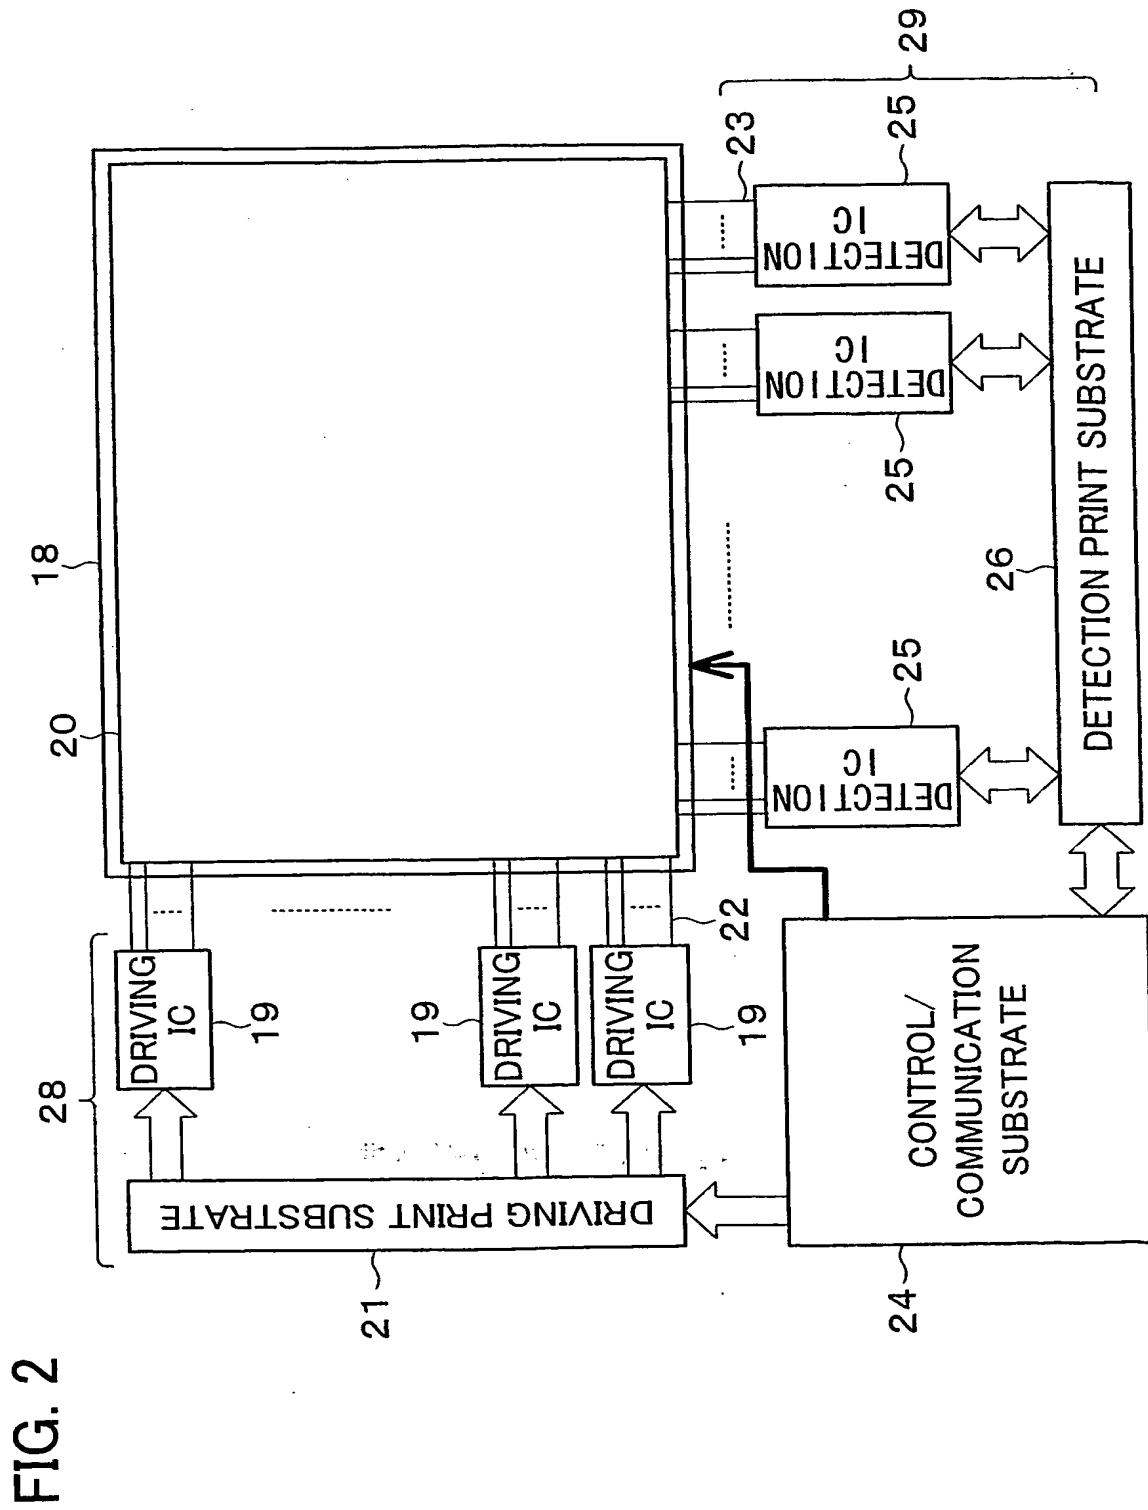 FIG. 2
28
20
18
DRIVING
IC
19
DRIVING
IC
19
DRIVING
IC
19
22
DRIVING PRINT SUBSTRATE
21
23
29
DETECTION
IC
25
DETECTION
IC
25
DETECTION
IC
25
CONTROL/
COMMUNICATION
SUBSTRATE
24
26
DETECTION PRINT SUBSTRATE